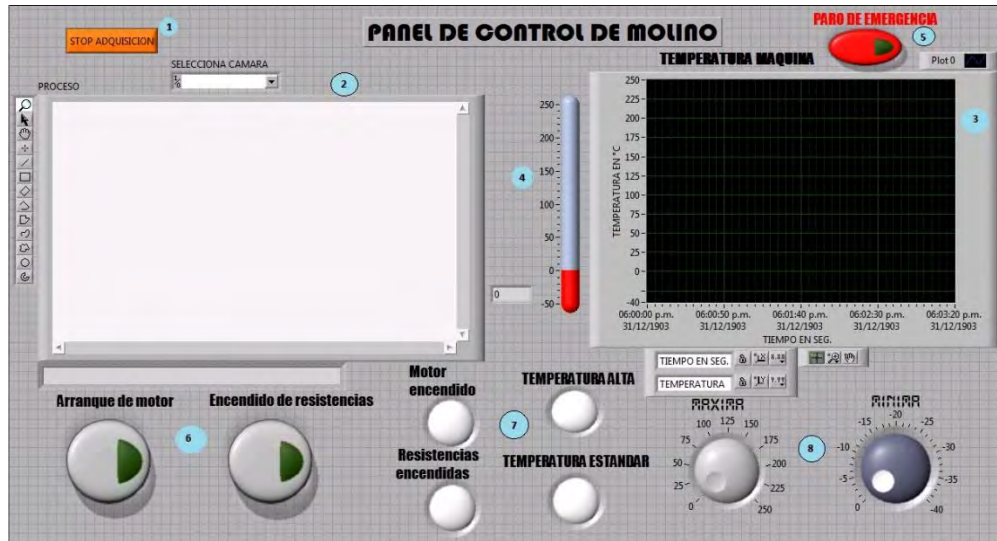 PARO DE EMERGENCIA
1
PANEL DE CONTROL DE MOLINO
5
STOP ADQUISICION
TEMPERATURA MAQUINA
Plot 0
SELECCIONA CAMARA
PROCESO
2
250
225
200
175
150
125
100
75
50
25
0
-40
TEMPERATURA EN °C
3
250
200
150
100
50
0
-50
4
0
06:00:00 p.m. 06:00:50 p.m. 06:01:40 p.m. 06:02:30 p.m. 06:03:20 p.m.
31/12/1903 31/12/1903 31/12/1903 31/12/1903 31/12/1903
TIEMPO EN SEG.
TIEMPO EN SEG.
TEMPERATURA
Arranque de motor
Encendido de resistencias
6
Motor
encendido
TEMPERATURA ALTA
7
Resistencias
encendidas
TEMPERATURA ESTANDAR
MAXIMA
0 25 50 75 100 125 150 175 200 225 250
8
MINIMA
0 -5 -10 -15 -20 -25 -30 -35 -40